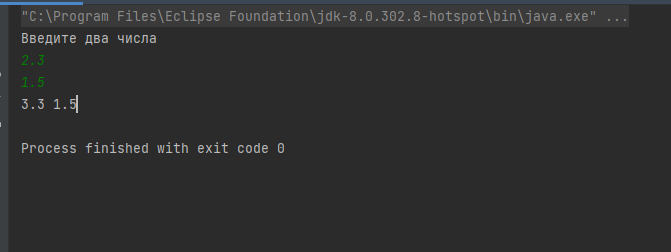 "C:\Program Files\Eclipse Foundation\jdk-8.0.302.8-hotspot\bin\java.exe" ...
Введите два числа
2.3
1.5
3.3 1.5
Process finished with exit code 0